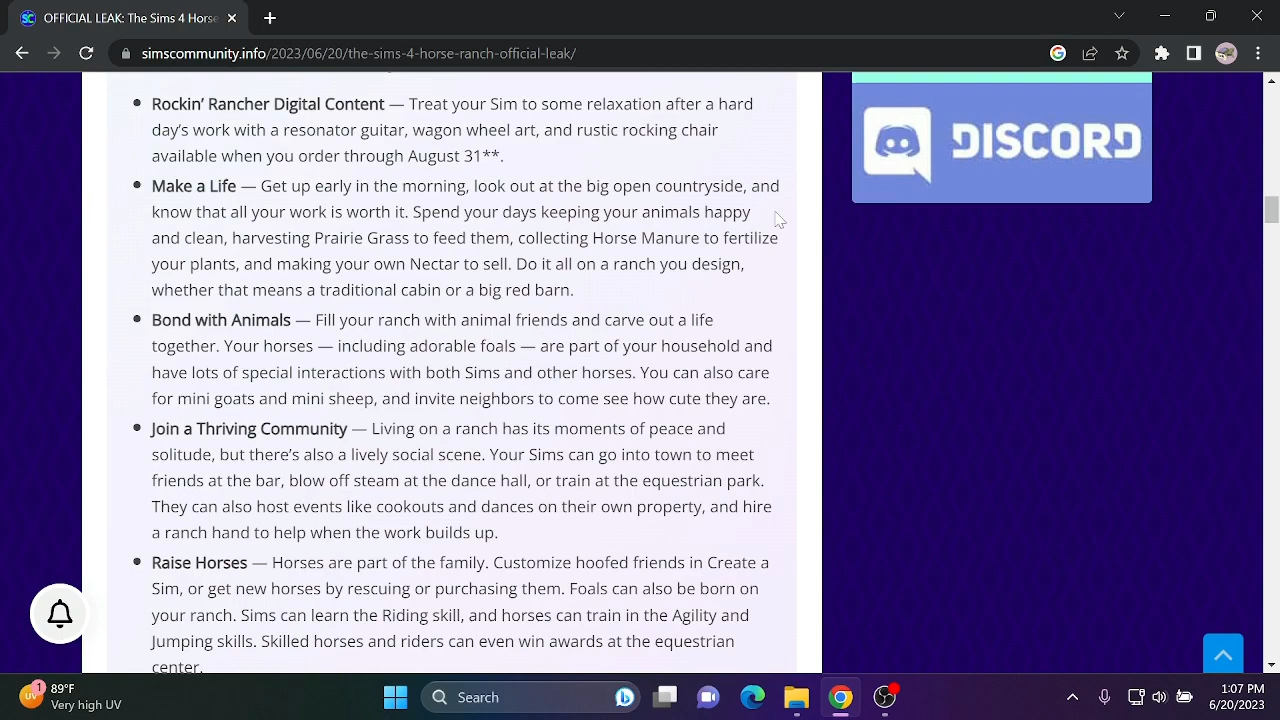 OFFICIAL LEAK: The Sims 4 Horse
simscommunity.info/2023/06/20/the-sims-4-horse-ranch-official-leak/
Rockin’ Rancher Digital Content — Treat your Sim to some relaxation after a hard
day’s work with a resonator guitar, wagon wheel art, and rustic rocking chair
available when you order through August 31**.
Make a Life — Get up early in the morning, look out at the big open countryside, and
know that all your work is worth it. Spend your days keeping your animals happy
and clean, harvesting Prairie Grass to feed them, collecting Horse Manure to fertilize
your plants, and making your own Nectar to sell. Do it all on a ranch you design,
whether that means a traditional cabin or a big red barn.
Bond with Animals — Fill your ranch with animal friends and carve out a life
together. Your horses — including adorable foals — are part of your household and
have lots of special interactions with both Sims and other horses. You can also care
for mini goats and mini sheep, and invite neighbors to come see how cute they are.
Join a Thriving Community — Living on a ranch has its moments of peace and
solitude, but there’s also a lively social scene. Your Sims can go into town to meet
friends at the bar, blow off steam at the dance hall, or train at the equestrian park.
They can also host events like cookouts and dances on their own property, and hire
a ranch hand to help when the work builds up.
Raise Horses — Horses are part of the family. Customize hoofed friends in Create a
Sim, or get new horses by rescuing or purchasing them. Foals can also be born on
your ranch. Sims can learn the Riding skill, and horses can train in the Agility and
Jumping skills. Skilled horses and riders can even win awards at the equestrian
center.
DISCORD
1
89°F
Very high UV
Search
1:07 PM
6/20/2023